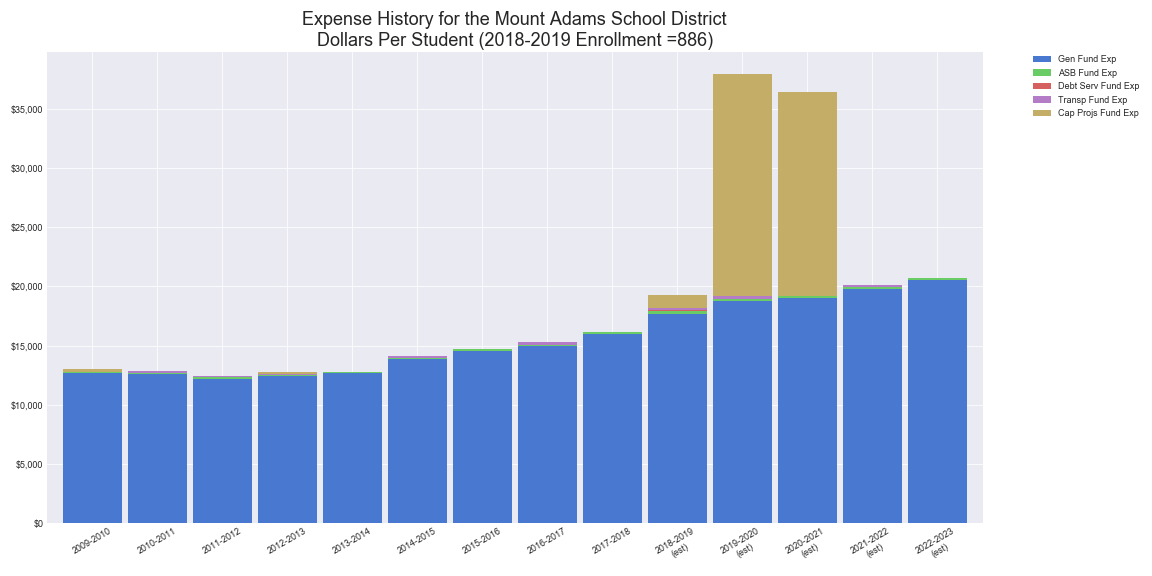 Expense History for the Mount Adams School District
Dollars Per Student (2018-2019 Enrollment =886)
Gen Fund Exp
ASB Fund Exp
Debt Serv Fund Exp
Transp Fund Exp
Cap Projs Fund Exp
$35,000
$30,000
$25,000
$20,000
$15,000
$10,000
$5,000
$0
2009-2010
2010-2011
2011-2012
2012-2013
2013-2014
2014-2015
2015-2016
2016-2017
2017-2018
2018-2019
(est)
2019-2020
(est)
2020-2021
(est)
2021-2022
(est)
2022-2023
(est)